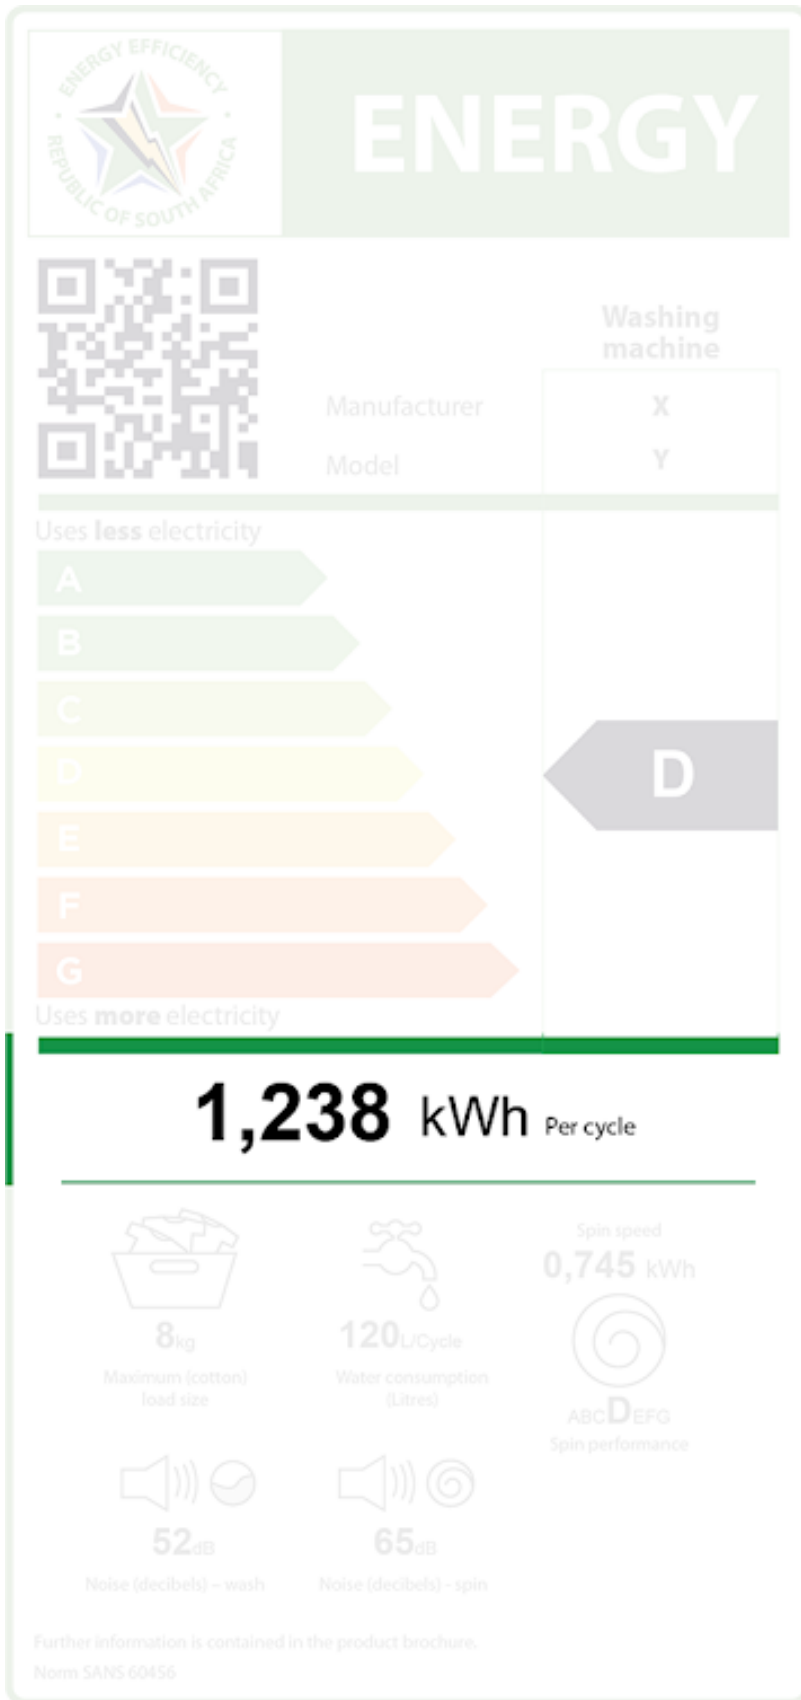 ENERGY EFFICIENCY
REPUBLIC OF SOUTH AFRICA
ENERGY
Washing
machine
Manufacturer X
Model Y
Uses less electricity
A
B
C
D
D
E
F
G
Uses more electricity
1,238 kWh Per cycle
Spin speed
0,745 kWh
8kg
120L/Cycle
Maximum (cotton)
load size
Water consumption
(Litres)
ABCDEFG
Spin performance
52dB
65dB
Noise (decibels) – wash
Noise (decibels) - spin
Further information is contained in the product brochure.
Norm SANS 60456